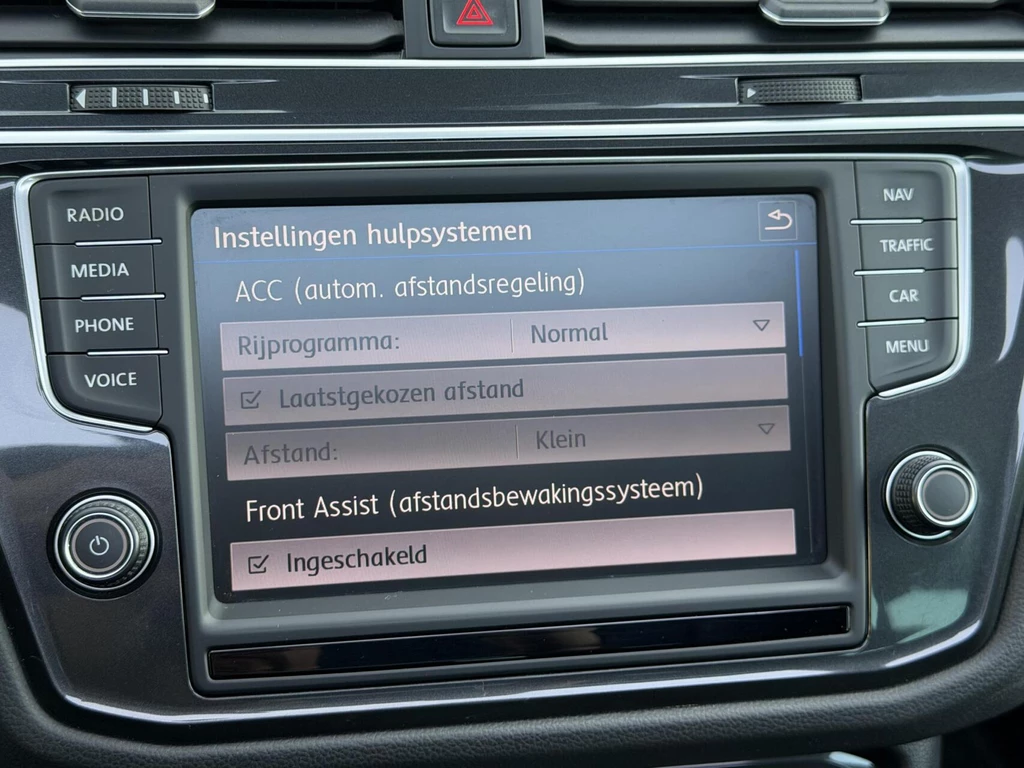 RADIO
MEDIA
PHONE
VOICE
Instellingen hulpsystemen
ACC (autom. afstandsregeling)
Rijprogramma: Normal
Laatstgekozen afstand
Afstand: Klein
Front Assist (afstandsbewakingssysteem)
Ingeschakeld
NAV
TRAFFIC
CAR
MENU